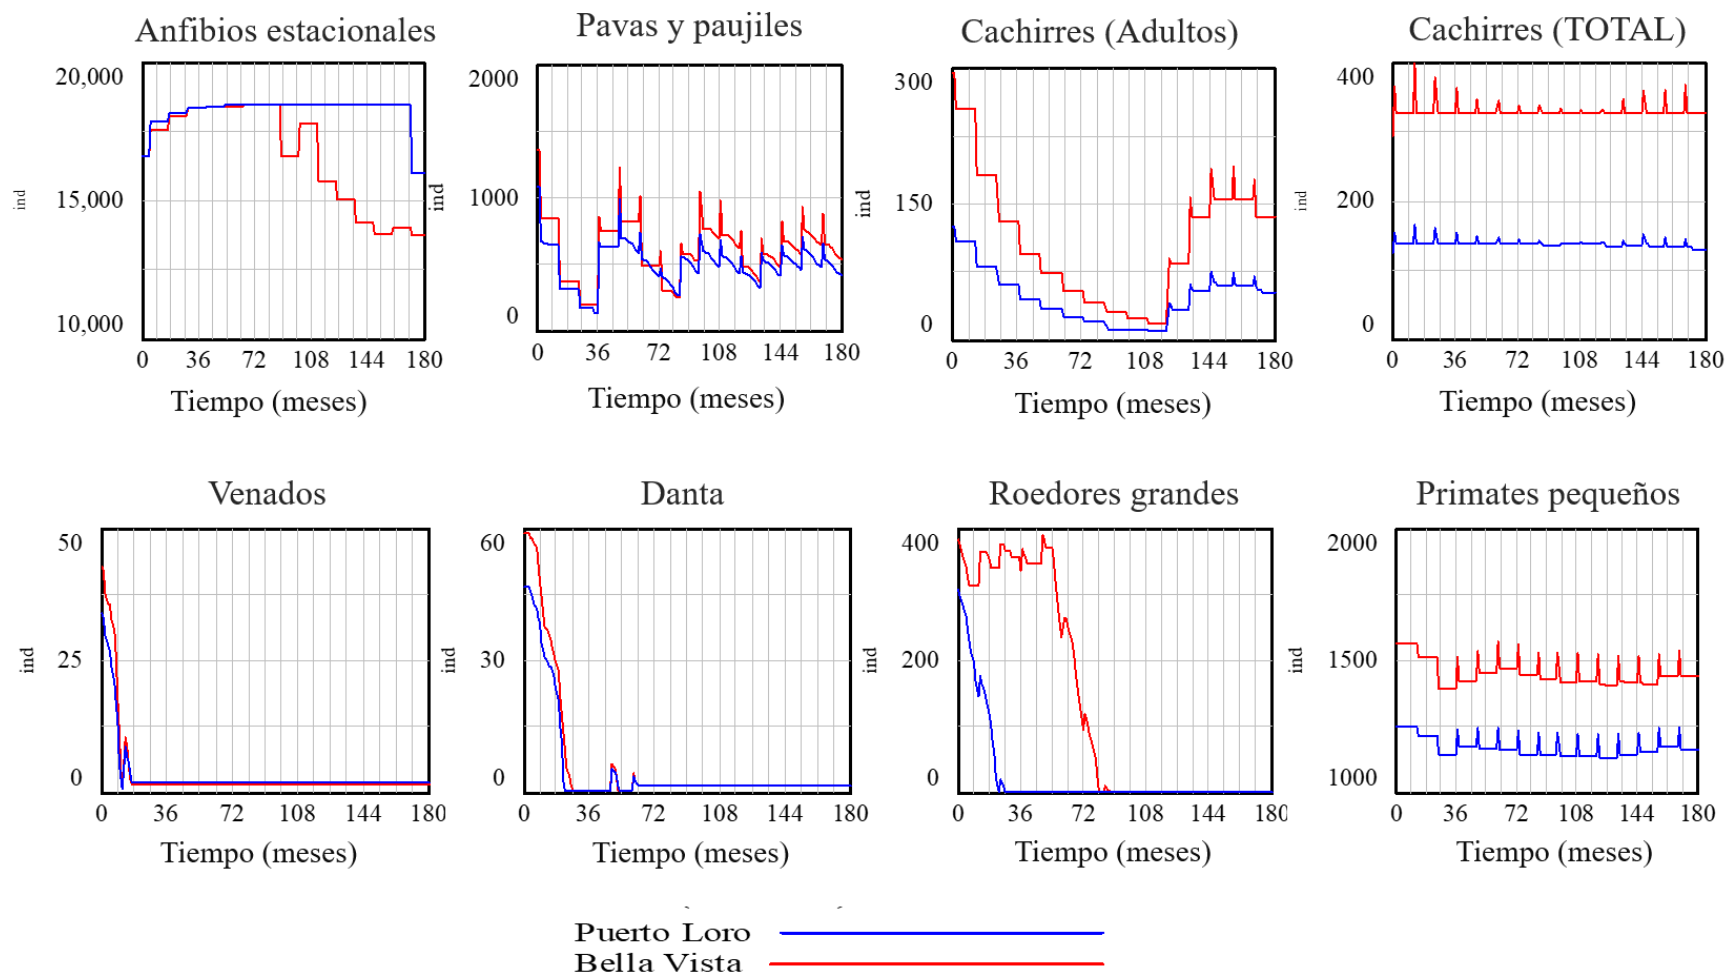 Anfibios estacionales
20,000
15,000
10,000
ind
0 36 72 108 144 180
Tiempo (meses)
Pavas y paujiles
2000
1000
0
ind
0 36 72 108 144 180
Tiempo (meses)
Cachirres (Adultos)
300
150
0
ind
0 36 72 108 144 180
Tiempo (meses)
Cachirres (TOTAL)
400
200
0
ind
0 36 72 108 144 180
Tiempo (meses)
Venados
50
25
0
ind
0 36 72 108 144 180
Tiempo (meses)
Danta
60
30
0
ind
0 36 72 108 144 180
Tiempo (meses)
Roedores grandes
400
200
0
ind
0 36 72 108 144 180
Tiempo (meses)
Primates pequeños
2000
1500
1000
ind
0 36 72 108 144 180
Tiempo (meses)
Puerto Loro
Bella Vista